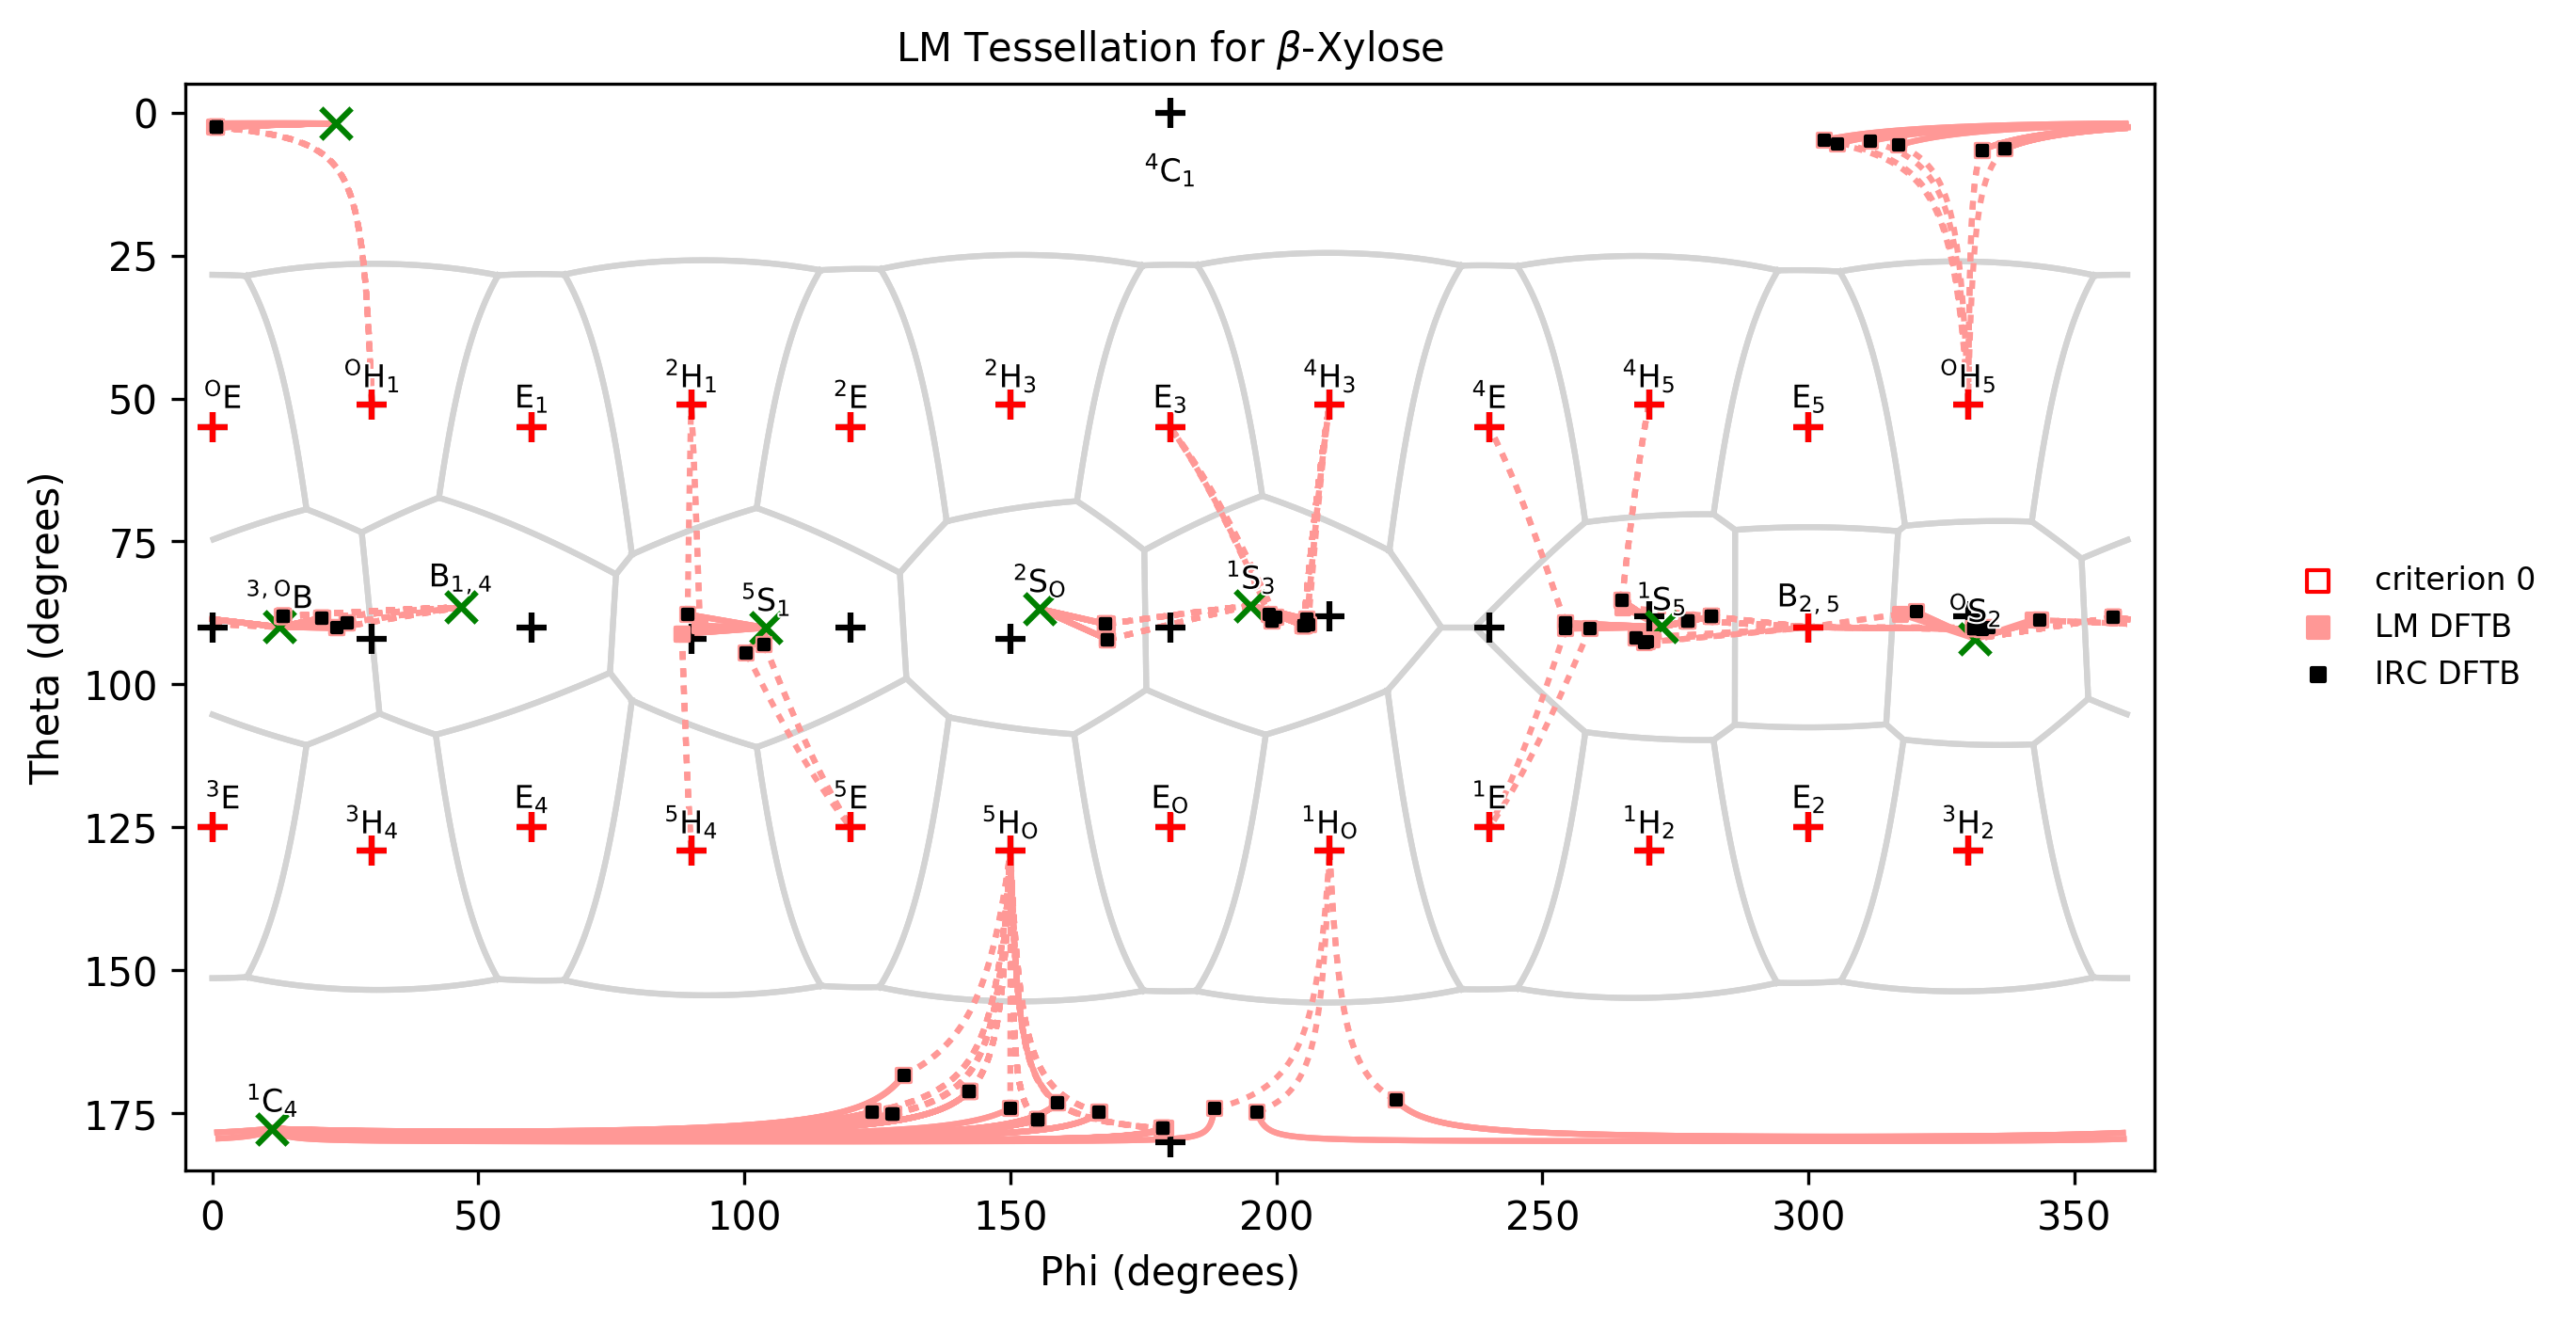 LM Tessellation for β-Xylose
Theta (degrees)
0
25
50
75
100
125
150
175
⁴C₁
ᴼE ᴼH₁ E₁ ²H₁ ²E ²H₃ E₃ ⁴H₃ ⁴E ⁴H₅ E₅ ᴼH₅
³,ᴼB B₁,₄ ⁵S₁ ²Sₒ ¹S₃ ¹S₅ B₂,₅ ᴼS₂
³E ³H₄ E₄ ⁵H₄ ⁵E ⁵Hₒ Eₒ ¹Hₒ ¹E ¹H₂ E₂ ³H₂
¹C₄
0 50 100 150 200 250 300 350
Phi (degrees)
criterion 0
LM DFTB
IRC DFTB